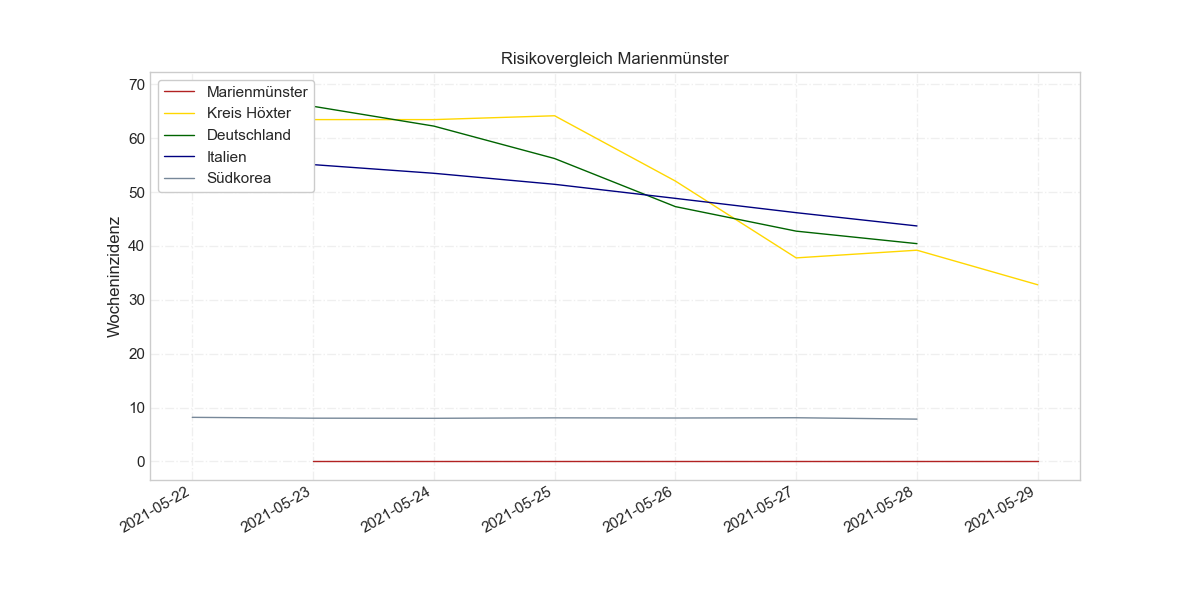 Risikovergleich Marienmünster
Wocheninzidenz
70
60
50
40
30
20
10
0
Marienmünster
Kreis Höxter
Deutschland
Italien
Südkorea
2021-05-22
2021-05-23
2021-05-24
2021-05-25
2021-05-26
2021-05-27
2021-05-28
2021-05-29